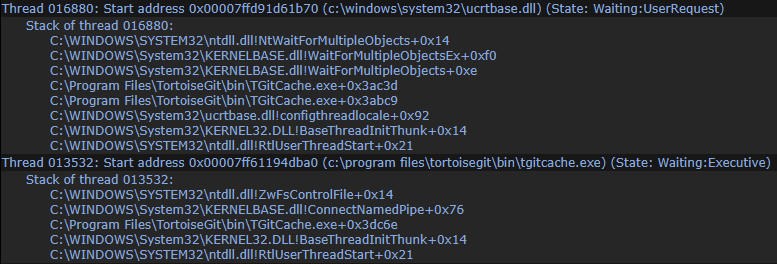 Thread 016880: Start address 0x00007ffd91d61b70 (c:\windows\system32\ucrtbase.dll) (State: Waiting:UserRequest)
Stack of thread 016880:
C:\WINDOWS\SYSTEM32\ntdll.dll!NtWaitForMultipleObjects+0x14
C:\WINDOWS\System32\KERNELBASE.dll!WaitForMultipleObjectsEx+0xf0
C:\WINDOWS\System32\KERNELBASE.dll!WaitForMultipleObjects+0xe
C:\Program Files\TortoiseGit\bin\TGitCache.exe+0x3ac3d
C:\Program Files\TortoiseGit\bin\TGitCache.exe+0x3abc9
C:\WINDOWS\System32\ucrtbase.dll!configthreadlocale+0x92
C:\WINDOWS\System32\KERNEL32.DLL!BaseThreadInitThunk+0x14
C:\WINDOWS\SYSTEM32\ntdll.dll!RtlUserThreadStart+0x21
Thread 013532: Start address 0x00007ff61194dba0 (c:\program files\tortoisegit\bin\tgitcache.exe) (State: Waiting:Executive)
Stack of thread 013532:
C:\WINDOWS\SYSTEM32\ntdll.dll!ZwFsControlFile+0x14
C:\WINDOWS\System32\KERNELBASE.dll!ConnectNamedPipe+0x76
C:\Program Files\TortoiseGit\bin\TGitCache.exe+0x3dc6e
C:\WINDOWS\System32\KERNEL32.DLL!BaseThreadInitThunk+0x14
C:\WINDOWS\SYSTEM32\ntdll.dll!RtlUserThreadStart+0x21